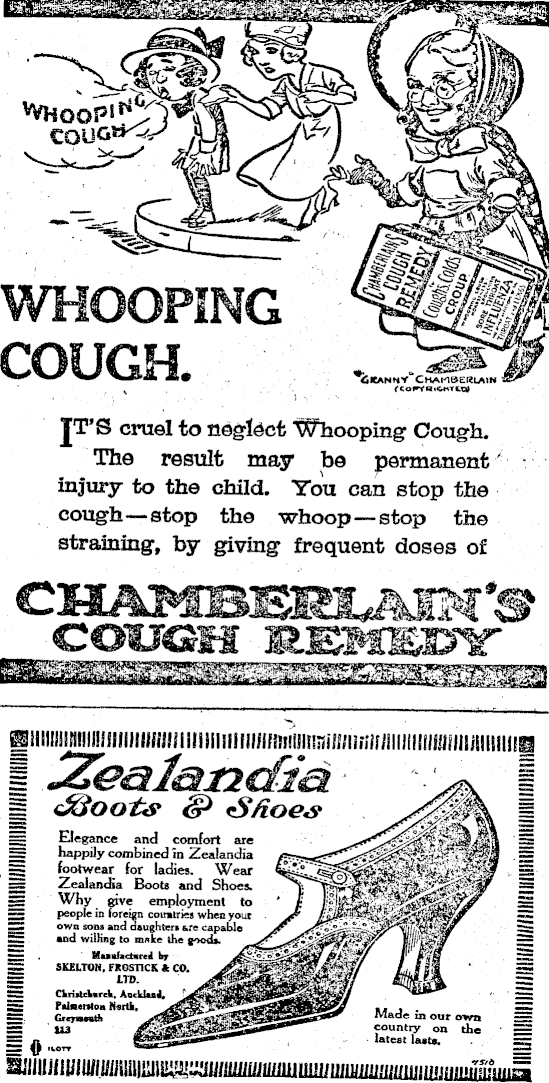 WHOOPING
COUGH
CHAMBERLAIN'S
COUGH
REMEDY
COUGHS, COLDS
CROUP
INFLUENZA
"GRANNY" CHAMBERLAIN
(COPYRIGHTED)
WHOOPING
COUGH.
IT'S cruel to neglect Whooping Cough.
The result may be permanent
injury to the child. You can stop the
cough—stop the whoop—stop the
straining, by giving frequent doses of
CHAMBERLAIN'S
COUGH REMEDY
Zealandia
Boots & Shoes
Elegance and comfort are
happily combined in Zealandia
footwear for ladies. Wear
Zealandia Boots and Shoes.
Why give employment to
people in foreign countries when your
own sons and daughters are capable
and willing to make the goods.
Manufactured by
SKELTON, FROSTICK & CO.
LTD.
Christchurch, Auckland,
Palmerston North,
Greymouth
Made in our own
country on the
latest lasts.
ILOTT
7518